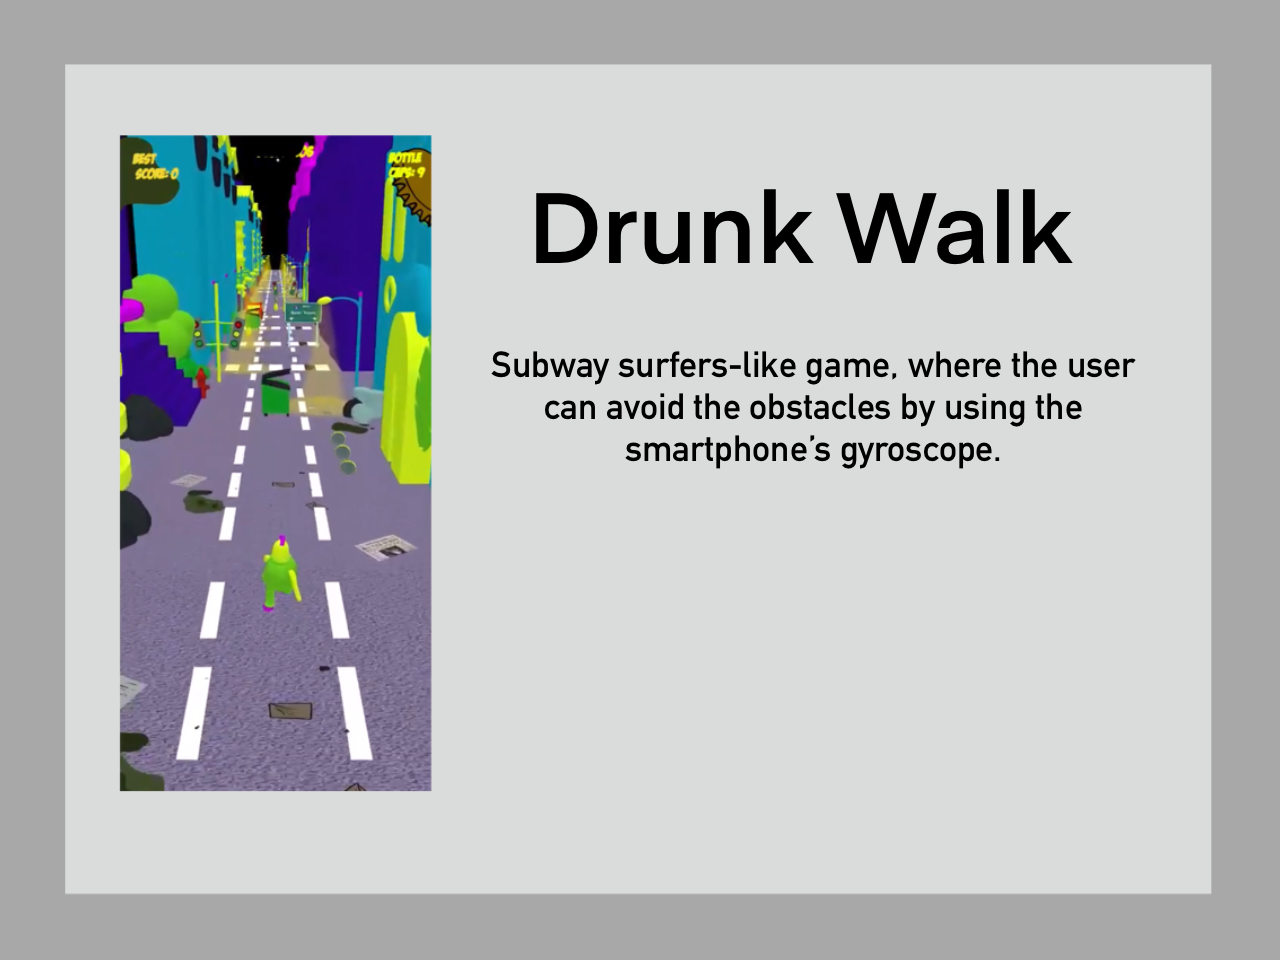 BEST
SCORE: 0
BOTTLE
CAPS: 9
Drunk Walk
Subway surfers-like game, where the user
can avoid the obstacles by using the
smartphone’s gyroscope.